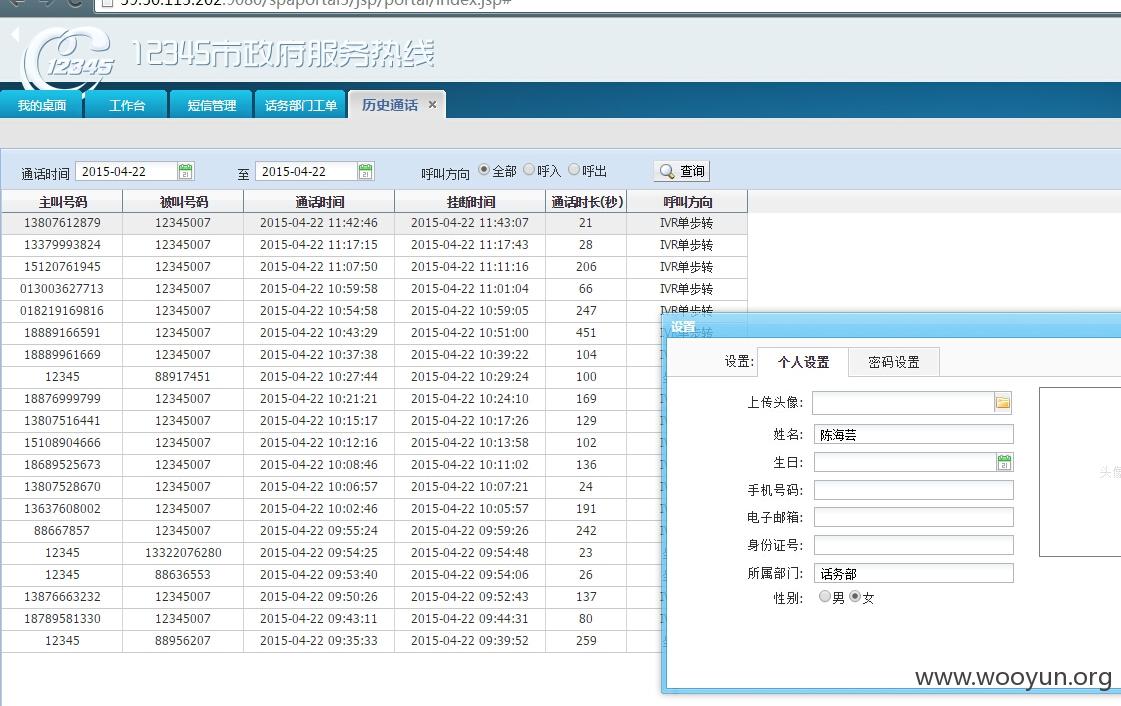 59.50.113.202:9080/spaportal5/jsp/portal/index.jsp#
12345
12345市政府服务热线
我的桌面 工作台 短信管理 话务部门工单 历史通话 ×
通话时间 2015-04-22 至 2015-04-22 呼叫方向 全部 呼入 呼出 查询
主叫号码 被叫号码 通话时间 挂断时间 通话时长(秒) 呼叫方向
13807612879 12345007 2015-04-22 11:42:46 2015-04-22 11:43:07 21 IVR单步转
13379993824 12345007 2015-04-22 11:17:15 2015-04-22 11:17:43 28 IVR单步转
15120761945 12345007 2015-04-22 11:07:50 2015-04-22 11:11:16 206 IVR单步转
013003627713 12345007 2015-04-22 10:59:58 2015-04-22 11:01:04 66 IVR单步转
018219169816 12345007 2015-04-22 10:54:58 2015-04-22 10:59:05 247 IVR单步转
18889166591 12345007 2015-04-22 10:43:29 2015-04-22 10:51:00 451 IVR单步转
18889961669 12345007 2015-04-22 10:37:38 2015-04-22 10:39:22 104
12345 88917451 2015-04-22 10:27:44 2015-04-22 10:29:24 100
18876999799 12345007 2015-04-22 10:21:21 2015-04-22 10:24:10 169
13807516441 12345007 2015-04-22 10:15:17 2015-04-22 10:17:26 129
15108904666 12345007 2015-04-22 10:12:16 2015-04-22 10:13:58 102
18689525673 12345007 2015-04-22 10:08:46 2015-04-22 10:11:02 136
13807528670 12345007 2015-04-22 10:06:57 2015-04-22 10:07:21 24
13637608002 12345007 2015-04-22 10:02:46 2015-04-22 10:05:57 191
88667857 12345007 2015-04-22 09:55:24 2015-04-22 09:59:26 242
12345 13322076280 2015-04-22 09:54:25 2015-04-22 09:54:48 23
12345 88636553 2015-04-22 09:53:40 2015-04-22 09:54:06 26
13876663232 12345007 2015-04-22 09:50:26 2015-04-22 09:52:43 137
18789581330 12345007 2015-04-22 09:43:11 2015-04-22 09:44:31 80
12345 88956207 2015-04-22 09:35:33 2015-04-22 09:39:52 259
设置
设置: 个人设置 密码设置
上传头像:
头像
姓名: 陈海芸
生日:
手机号码:
电子邮箱:
身份证号:
所属部门: 话务部
性别: 男 女
www.wooyun.org